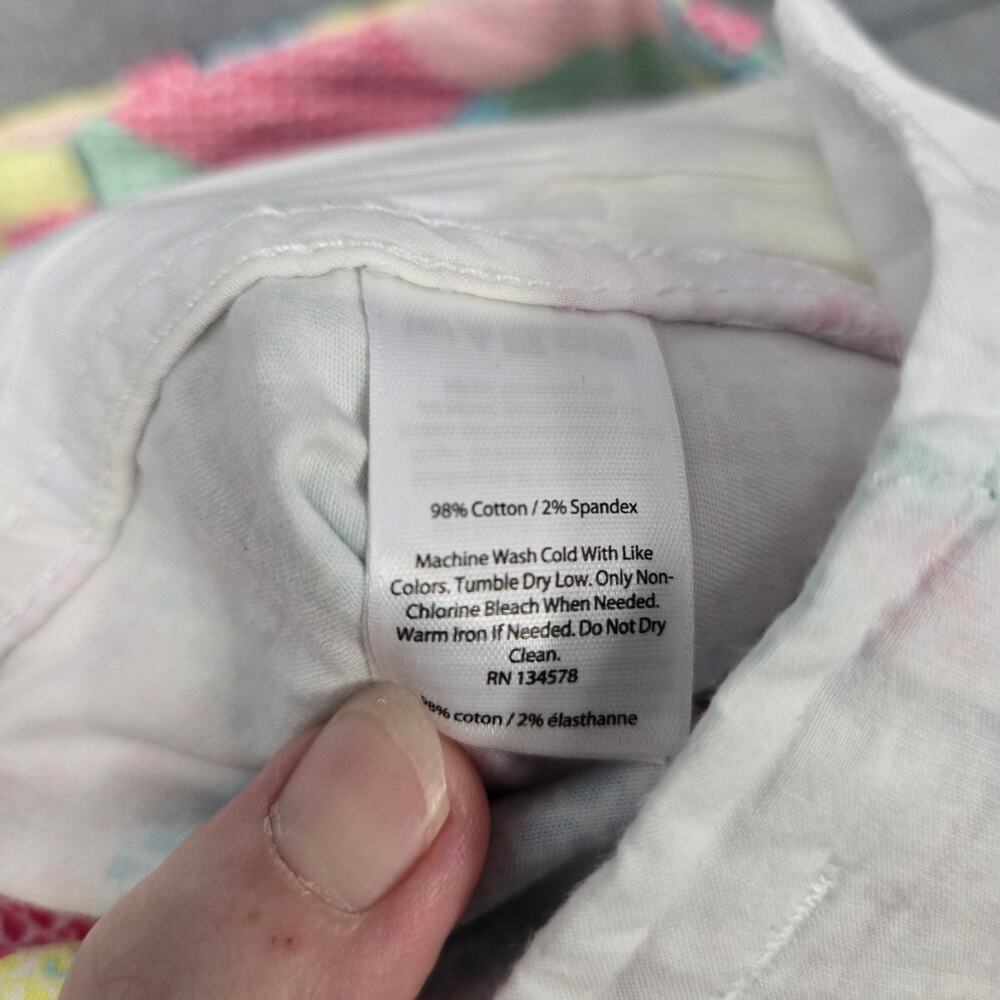 98% Cotton / 2% Spandex
Machine Wash Cold With Like
Colors. Tumble Dry Low. Only Non-
Chlorine Bleach When Needed.
Warm Iron If Needed. Do Not Dry
Clean.
RN 134578
98% coton / 2% élasthanne